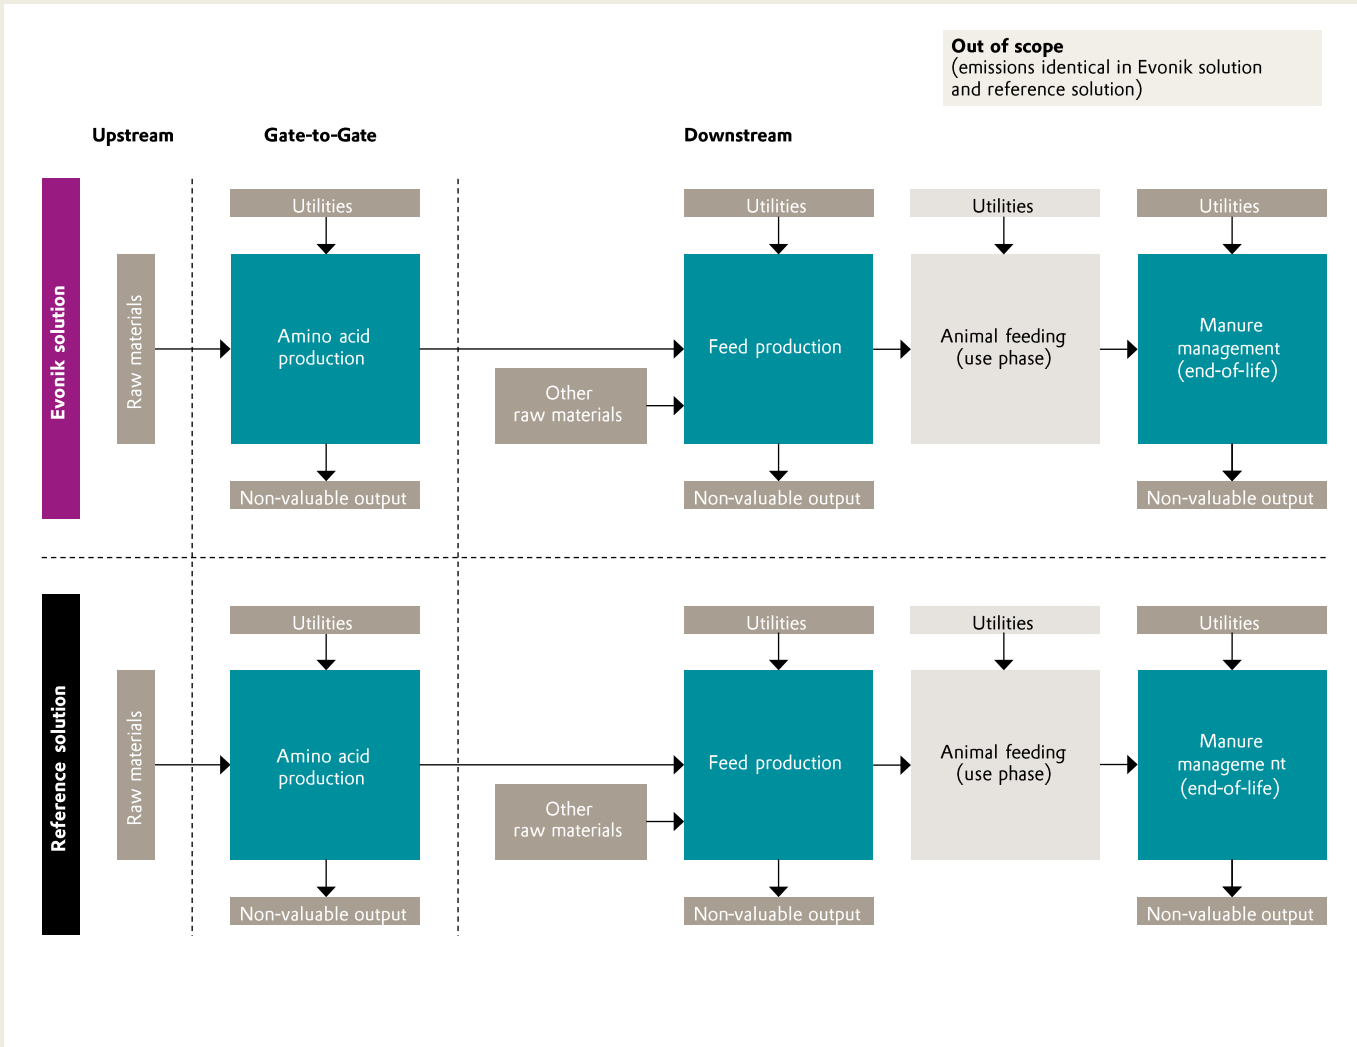 Out of scope
(emissions identical in Evonik solution
and reference solution)
Upstream
Gate-to-Gate
Downstream
Evonik solution
Raw materials
Utilities
Amino acid
production
Non-valuable output
Other
raw materials
Utilities
Feed production
Non-valuable output
Utilities
Animal feeding
(use phase)
Utilities
Manure
management
(end-of-life)
Non-valuable output
Reference solution
Raw materials
Utilities
Amino acid
production
Non-valuable output
Other
raw materials
Utilities
Feed production
Non-valuable output
Utilities
Animal feeding
(use phase)
Utilities
Manure
manageme nt
(end-of-life)
Non-valuable output